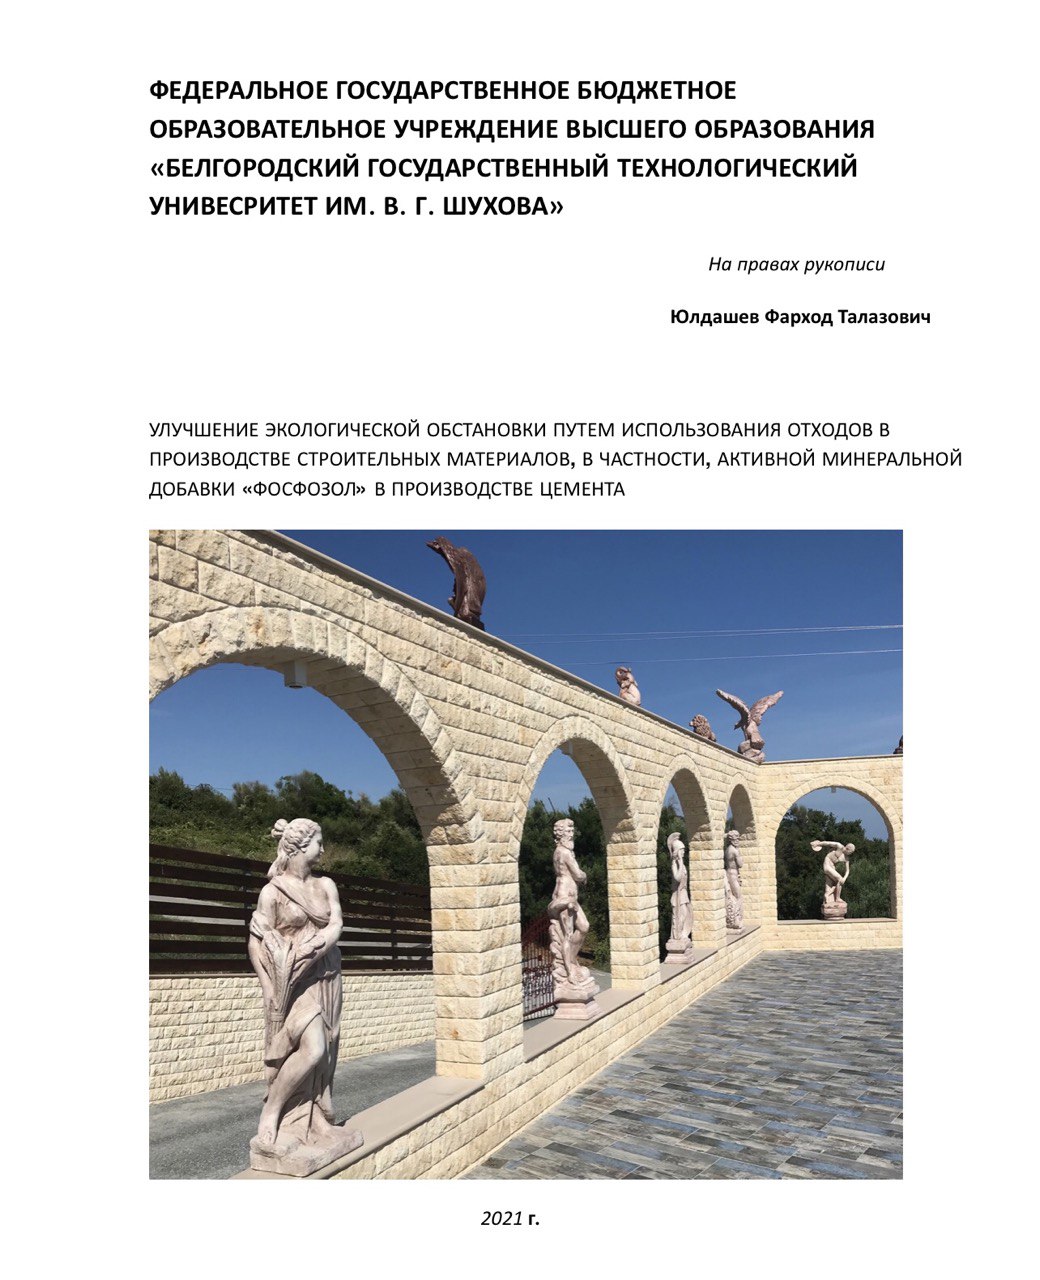 ФЕДЕРАЛЬНОЕ ГОСУДАРСТВЕННОЕ БЮДЖЕТНОЕ
ОБРАЗОВАТЕЛЬНОЕ УЧРЕЖДЕНИЕ ВЫСШЕГО ОБРАЗОВАНИЯ
«БЕЛГОРОДСКИЙ ГОСУДАРСТВЕННЫЙ ТЕХНОЛОГИЧЕСКИЙ
УНИВЕСРИТЕТ ИМ. В. Г. ШУХОВА»
На правах рукописи
Юлдашев Фарход Талазович
УЛУЧШЕНИЕ ЭКОЛОГИЧЕСКОЙ ОБСТАНОВКИ ПУТЕМ ИСПОЛЬЗОВАНИЯ ОТХОДОВ В
ПРОИЗВОДСТВЕ СТРОИТЕЛЬНЫХ МАТЕРИАЛОВ, В ЧАСТНОСТИ, АКТИВНОЙ МИНЕРАЛЬНОЙ
ДОБАВКИ «ФОСФОЗОЛ» В ПРОИЗВОДСТВЕ ЦЕМЕНТА
2021 г.